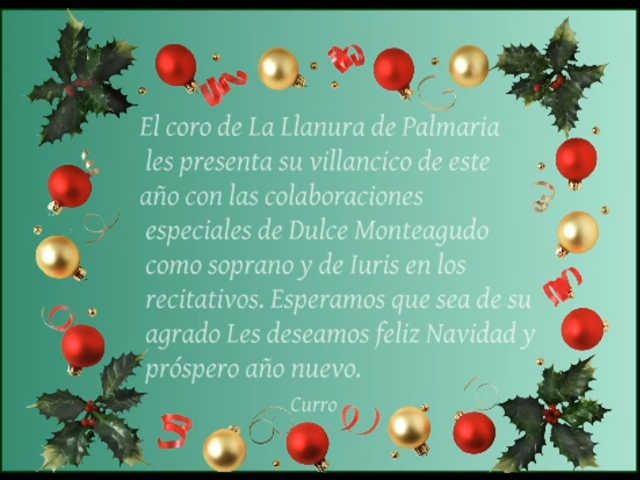 El coro de La Llanura de Palmaria
les presenta su villancico de este
año con las colaboraciones
especiales de Dulce Monteagudo
como soprano y de Iuris en los
recitativos. Esperamos que sea de su
agrado Les deseamos feliz Navidad y
próspero año nuevo.
Curro